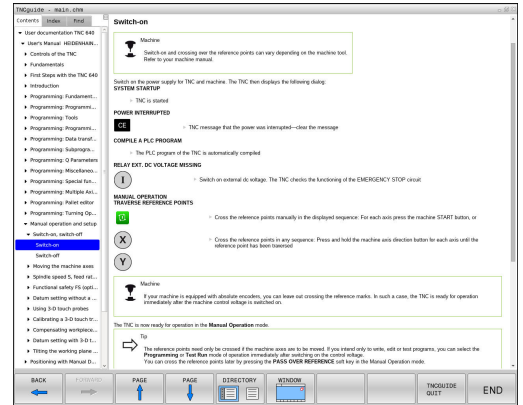 TNCguide - main.chm
Contents Index Find
User documentation TNC 640
User's Manual HEIDENHAIN...
Controls of the TNC
Fundamentals
First Steps with the TNC 640
Introduction
Programming: Fundament...
Programming: Tools
Programming: Programmi...
Programming: Data transf...
Programming: Subprogra...
Programming: Q Parameters
Programming: Miscellaneo...
Programming: Special fun...
Programming: Multiple Axi...
Programming: Pallet editor
Programming: Turning Op...
Manual operation and setup
Switch-on, switch-off
Switch-on
Switch-off
Moving the machine axes
Spindle speed S, feed rat...
Functional safety FS (opti...
Datum setting without a ...
Using 3-D touch probes
Calibrating a 3-D touch tr...
Compensating workpiece...
Datum setting with 3-D t...
Tilting the working plane ...
Positioning with Manual D...
Switch-on
Machine
Switch-on and crossing over the reference points can vary depending on the machine tool.
Refer to your machine manual.
Switch on the power supply for TNC and machine. The TNC then displays the following dialog:
SYSTEM STARTUP
TNC is started
POWER INTERRUPTED
CE
TNC message that the power was interrupted—clear the message
COMPILE A PLC PROGRAM
The PLC program of the TNC is automatically compiled
RELAY EXT. DC VOLTAGE MISSING
I
Switch on external dc voltage. The TNC checks the functioning of the EMERGENCY STOP circuit
MANUAL OPERATION
TRAVERSE REFERENCE POINTS
Cross the reference points manually in the displayed sequence: For each axis press the machine START button, or
X
Cross the reference points in any sequence: Press and hold the machine axis direction button for each axis until the
reference point has been traversed
Y
Machine
If your machine is equipped with absolute encoders, you can leave out crossing the reference marks. In such a case, the TNC is ready for operation
immediately after the machine control voltage is switched on.
The TNC is now ready for operation in the Manual Operation mode.
Tip
The reference points need only be crossed if the machine axes are to be moved. If you intend only to write, edit or test programs, you can select the
Programming or Test Run mode of operation immediately after switching on the control voltage.
You can cross the reference points later by pressing the PASS OVER REFERENCE soft key in the Manual Operation mode.
BACK
FORWARD
PAGE
PAGE
DIRECTORY
WINDOW
TNCGUIDE
QUIT
END